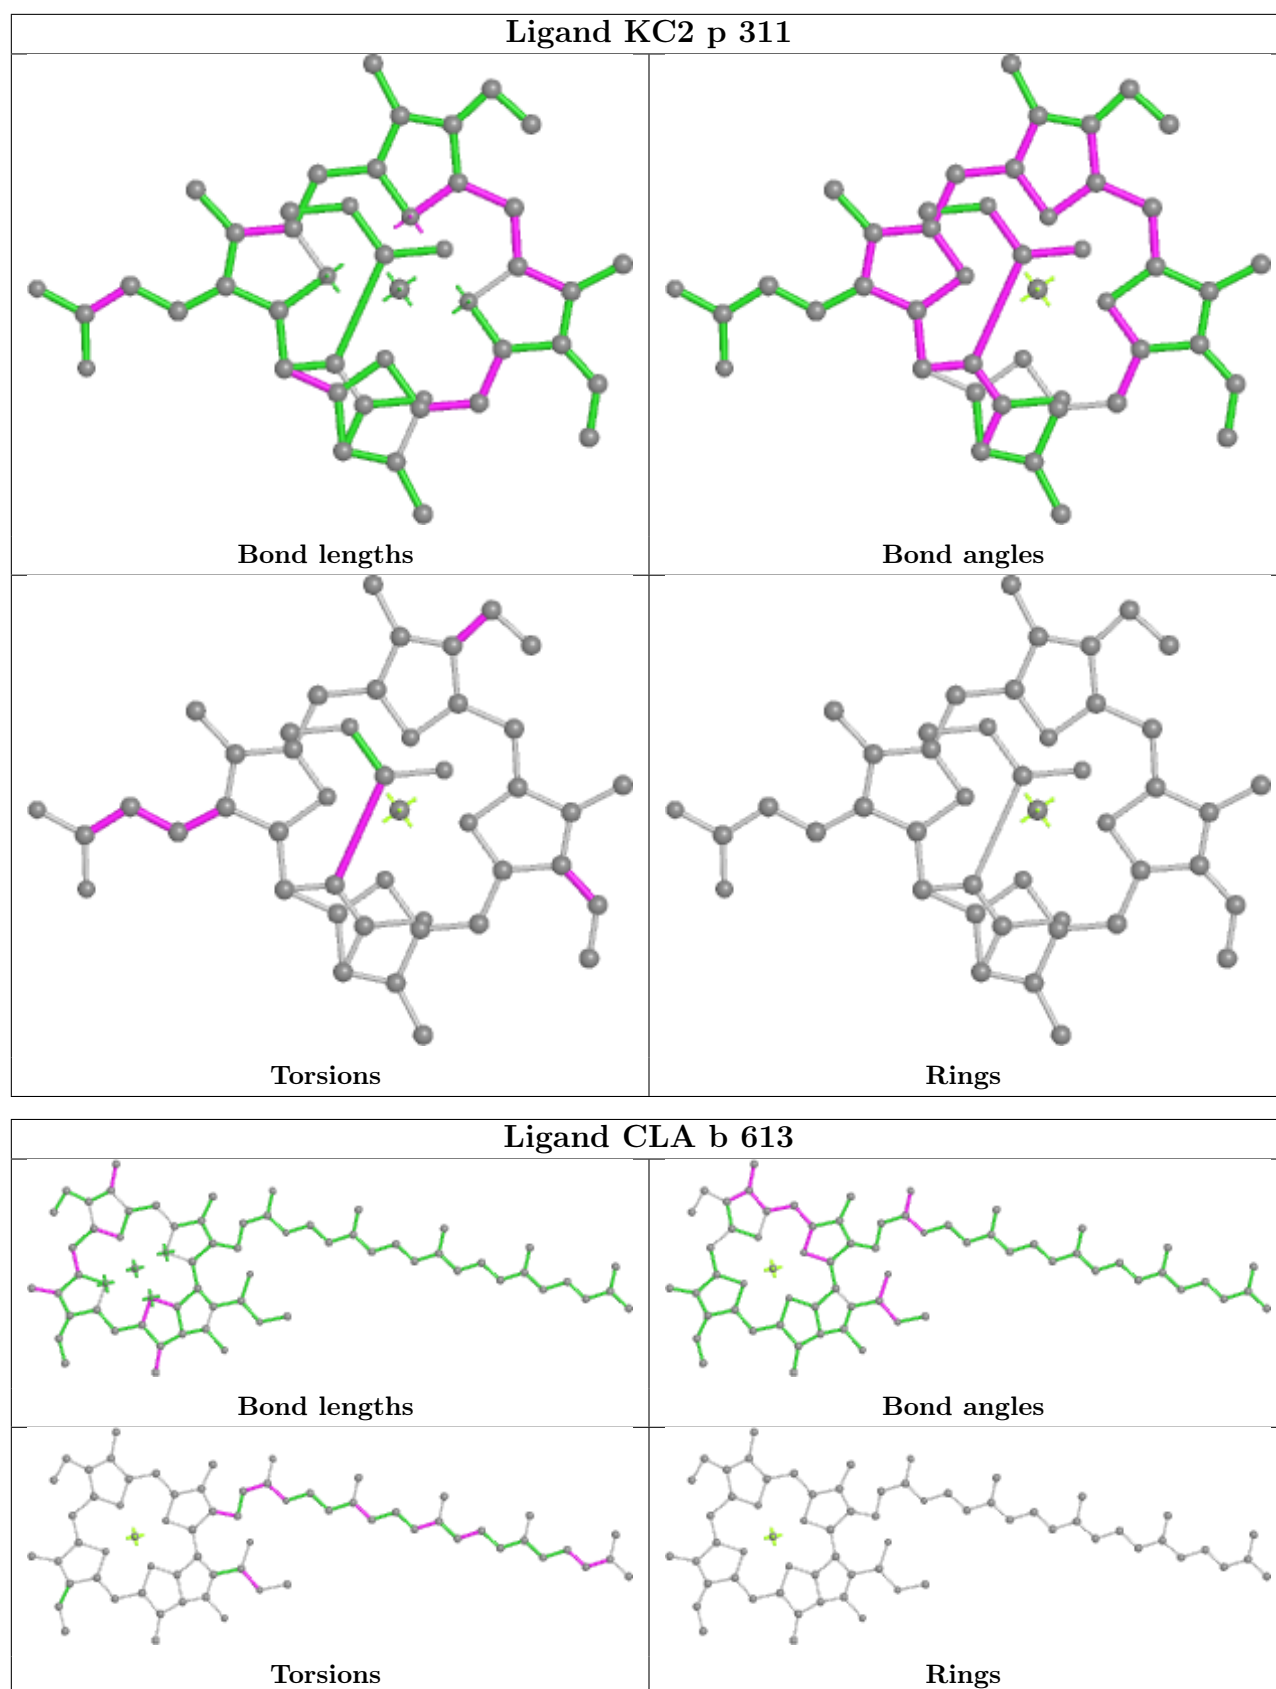 Ligand KC2 p 311
Bond lengths
Bond angles
Torsions
Rings
Ligand CLA b 613
Bond lengths
Bond angles
Torsions
Rings